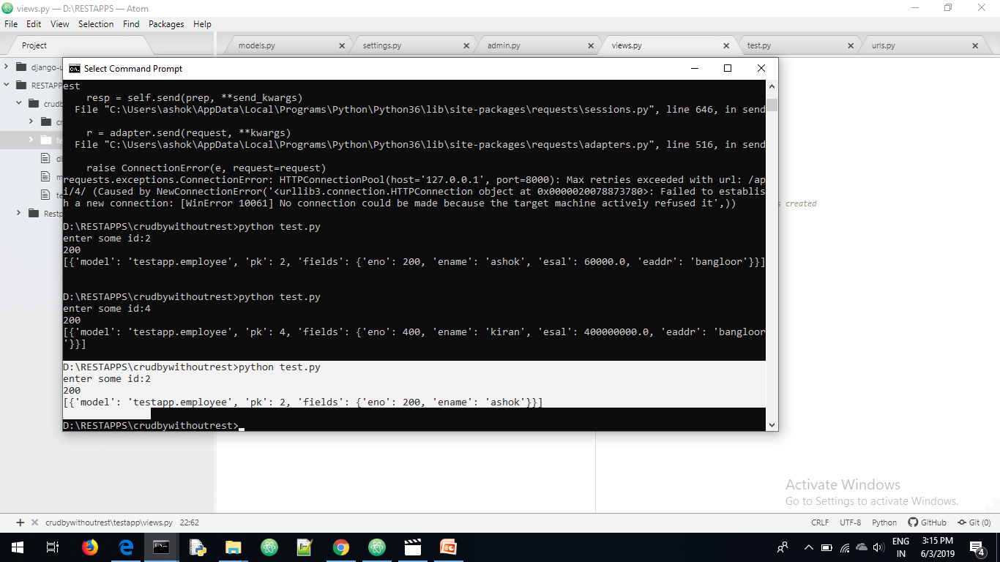 views.py — D:\RESTAPPS — Atom
File Edit View Selection Find Packages Help
Project
models.py
settings.py
admin.py
views.py
test.py
urls.py
RESTAPP
Select Command Prompt
est
resp = self.send(prep, **send_kwargs)
File "C:\Users\ashok\AppData\Local\Programs\Python\Python36\lib\site-packages\requests\sessions.py", line 646, in send
r = adapter.send(request, **kwargs)
File "C:\Users\ashok\AppData\Local\Programs\Python\Python36\lib\site-packages\requests\adapters.py", line 516, in send
raise ConnectionError(e, request=request)
requests.exceptions.ConnectionError: HTTPConnectionPool(host='127.0.0.1', port=8000): Max retries exceeded with url: /ap
i/4/ (Caused by NewConnectionError('<urllib3.connection.HTTPConnection object at 0x0000020078873780>: Failed to establis
h a new connection: [WinError 10061] No connection could be made because the target machine actively refused it',))
created
D:\RESTAPPS\crudbywithoutrest>python test.py
enter some id:2
200
[{'model': 'testapp.employee', 'pk': 2, 'fields': {'eno': 200, 'ename': 'ashok', 'esal': 60000.0, 'eaddr': 'bangloor'}}]
D:\RESTAPPS\crudbywithoutrest>python test.py
enter some id:4
200
[{'model': 'testapp.employee', 'pk': 4, 'fields': {'eno': 400, 'ename': 'kiran', 'esal': 400000000.0, 'eaddr': 'bangloor
'}}]
D:\RESTAPPS\crudbywithoutrest>python test.py
enter some id:2
200
[{'model': 'testapp.employee', 'pk': 2, 'fields': {'eno': 200, 'ename': 'ashok'}}]
D:\RESTAPPS\crudbywithoutrest>
Activate Windows
Go to Settings to activate Windows.
crudbywithoutrest\testapp\views.py 22:62
CRLF UTF-8 Python GitHub Git (0)
ENG
IN
3:15 PM
6/3/2019
4